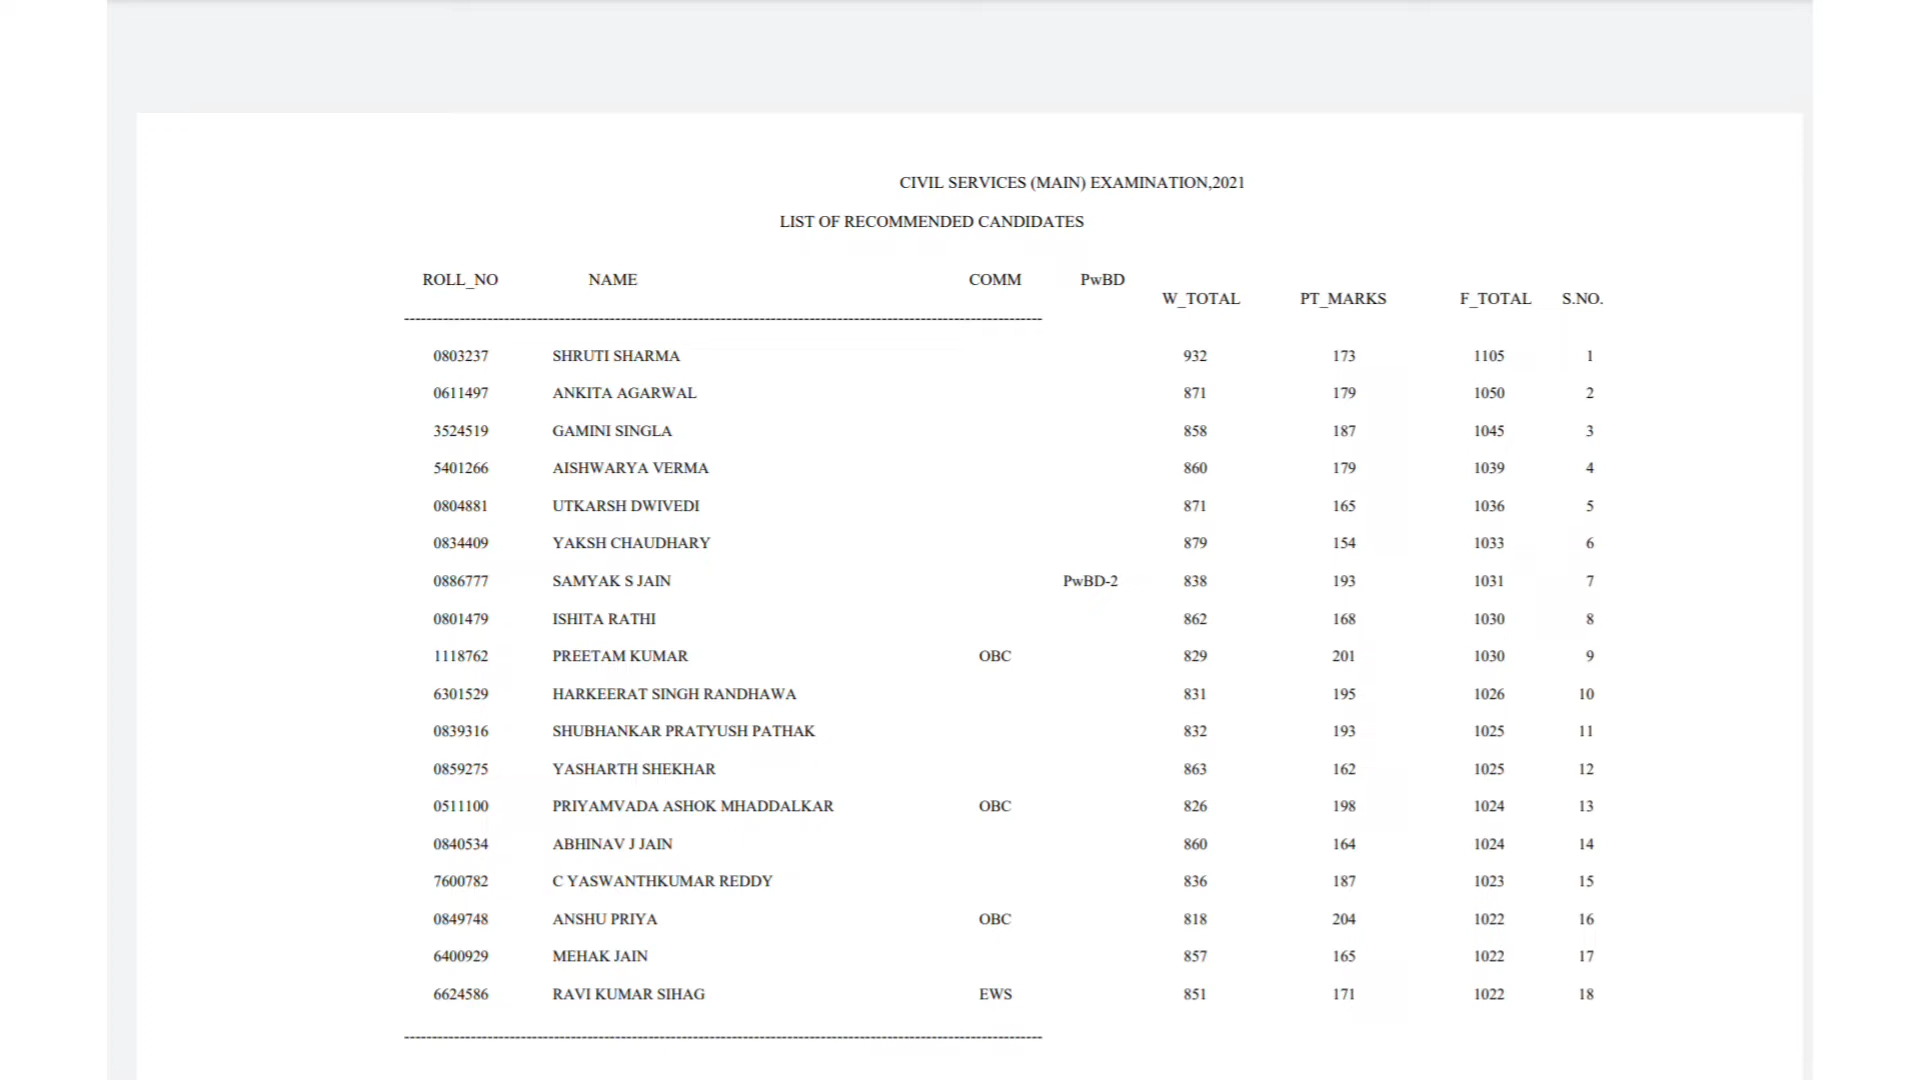 CIVIL SERVICES (MAIN) EXAMINATION,2021
LIST OF RECOMMENDED CANDIDATES
ROLL_NO NAME COMM PwBD
W_TOTAL PT_MARKS F_TOTAL S.NO.
0803237 SHRUTI SHARMA 932 173 1105 1
0611497 ANKITA AGARWAL 871 179 1050 2
3524519 GAMINI SINGLA 858 187 1045 3
5401266 AISHWARYA VERMA 860 179 1039 4
0804881 UTKARSH DWIVEDI 871 165 1036 5
0834409 YAKSH CHAUDHARY 879 154 1033 6
0886777 SAMYAK S JAIN PwBD-2 838 193 1031 7
0801479 ISHITA RATHI 862 168 1030 8
1118762 PREETAM KUMAR OBC 829 201 1030 9
6301529 HARKEERAT SINGH RANDHAWA 831 195 1026 10
0839316 SHUBHANKAR PRATYUSH PATHAK 832 193 1025 11
0859275 YASHARTH SHEKHAR 863 162 1025 12
0511100 PRIYAMVADA ASHOK MHADDALKAR OBC 826 198 1024 13
0840534 ABHINAV J JAIN 860 164 1024 14
7600782 C YASWANTHKUMAR REDDY 836 187 1023 15
0849748 ANSHU PRIYA OBC 818 204 1022 16
6400929 MEHAK JAIN 857 165 1022 17
6624586 RAVI KUMAR SIHAG EWS 851 171 1022 18